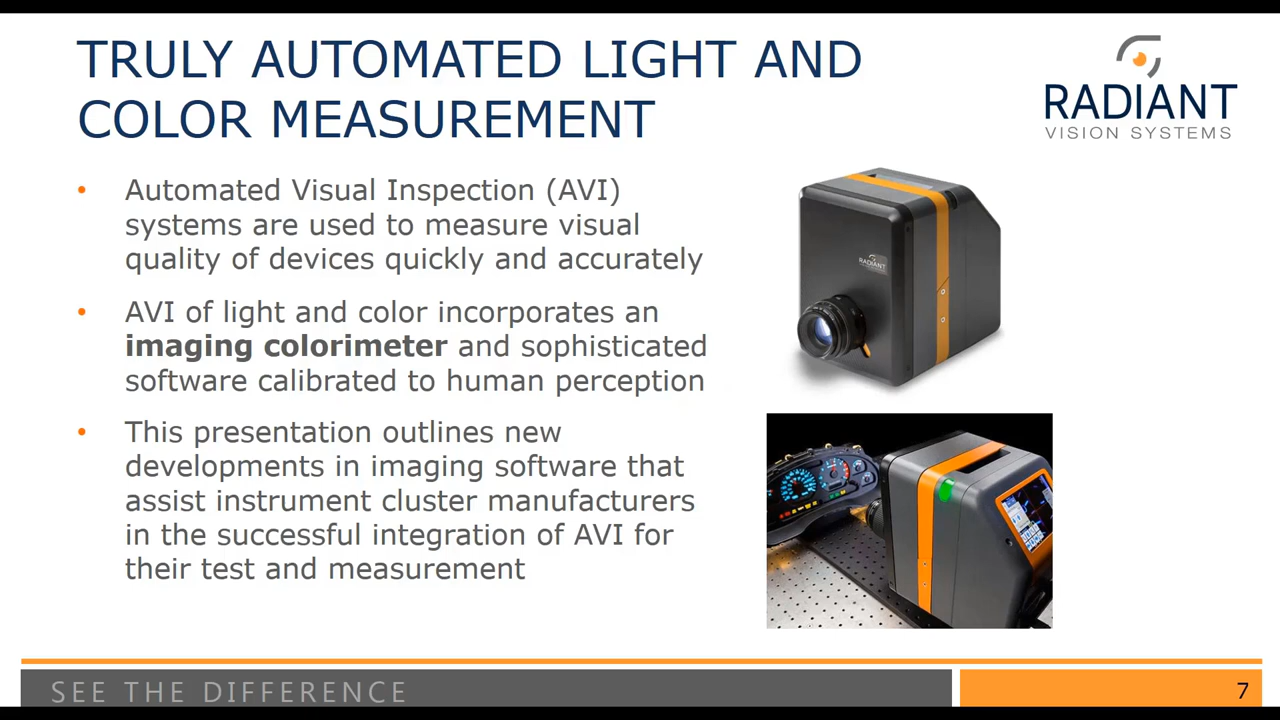 TRULY AUTOMATED LIGHT AND
COLOR MEASUREMENT
RADIANT
VISION SYSTEMS
• Automated Visual Inspection (AVI)
systems are used to measure visual
quality of devices quickly and accurately
• AVI of light and color incorporates an
imaging colorimeter and sophisticated
software calibrated to human perception
• This presentation outlines new
developments in imaging software that
assist instrument cluster manufacturers
in the successful integration of AVI for
their test and measurement
RADIANT
SEE THE DIFFERENCE
7